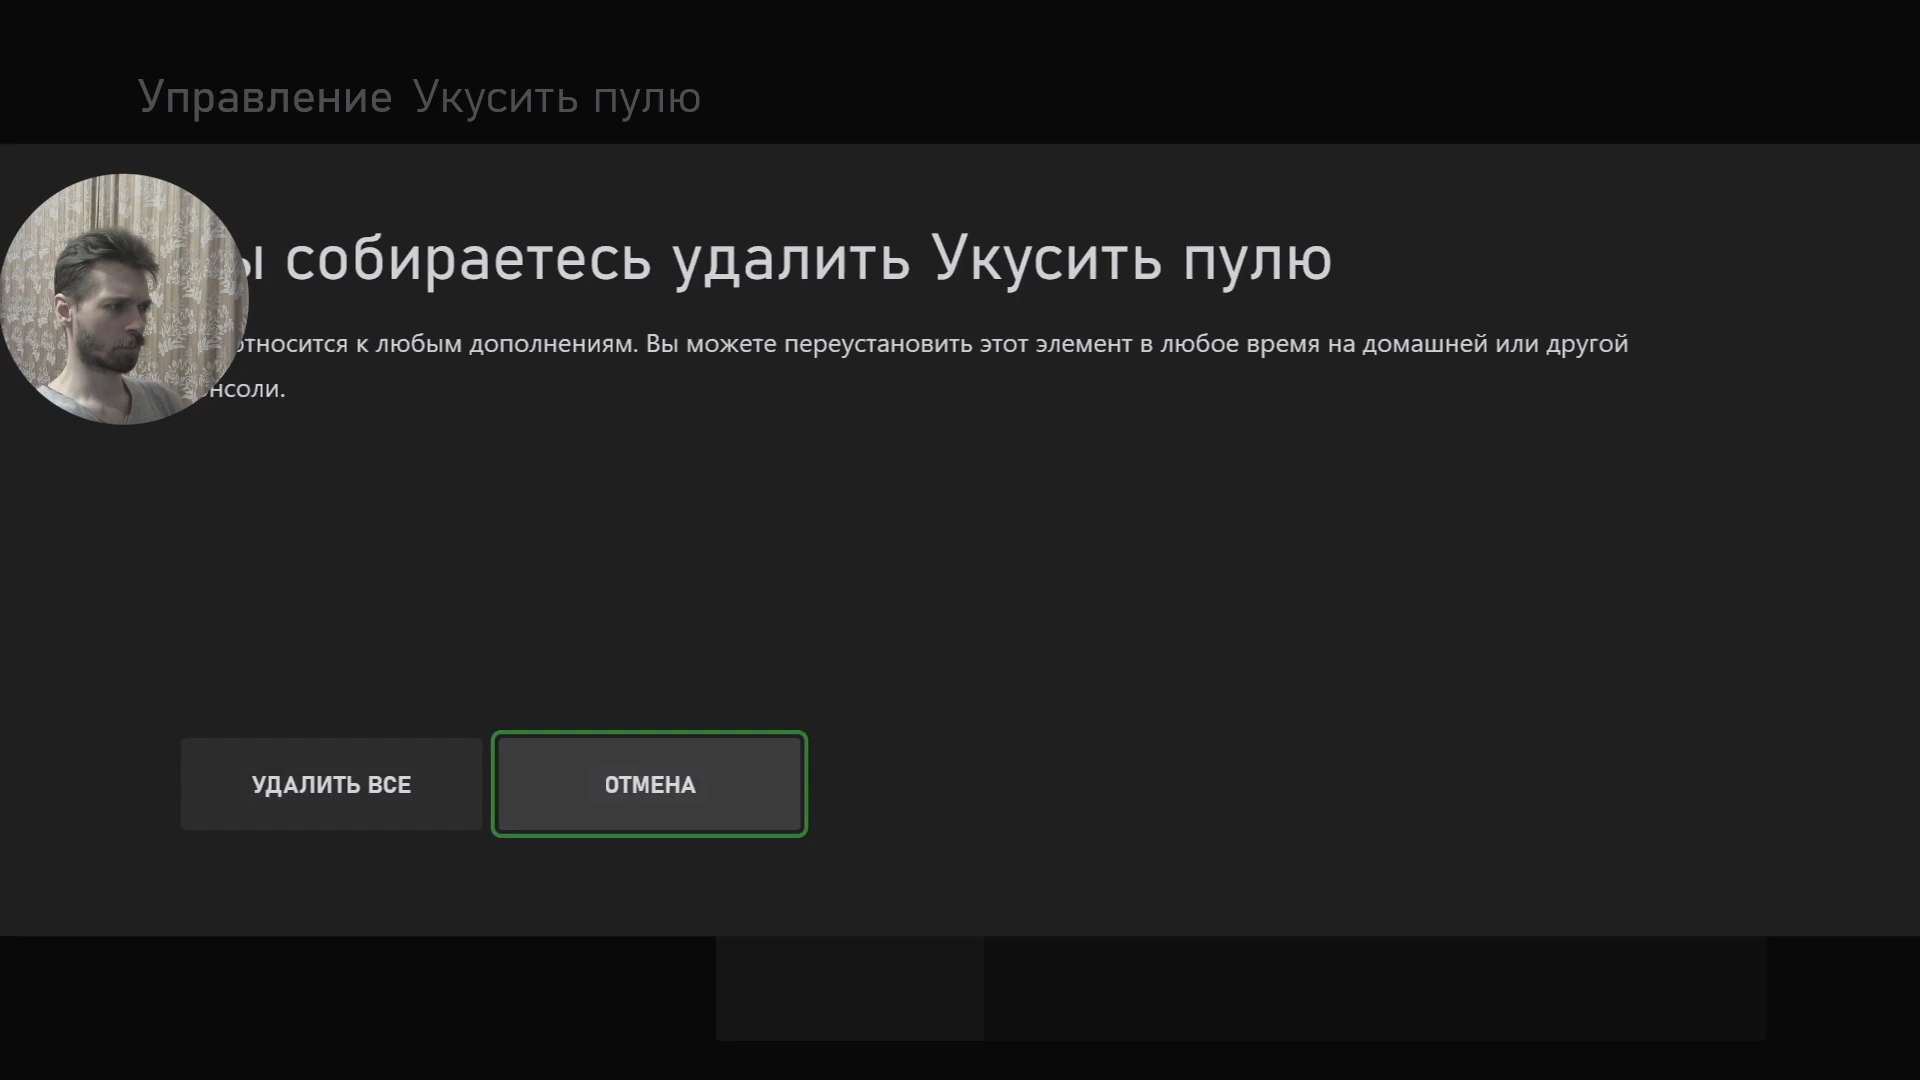 Управление Укусить пулю
собираетесь удалить Укусить пулю
относится к любым дополнениям. Вы можете переустановить этот элемент в любое время на домашней или другой
УДАЛИТЬ ВСЕ
ОТМЕНА